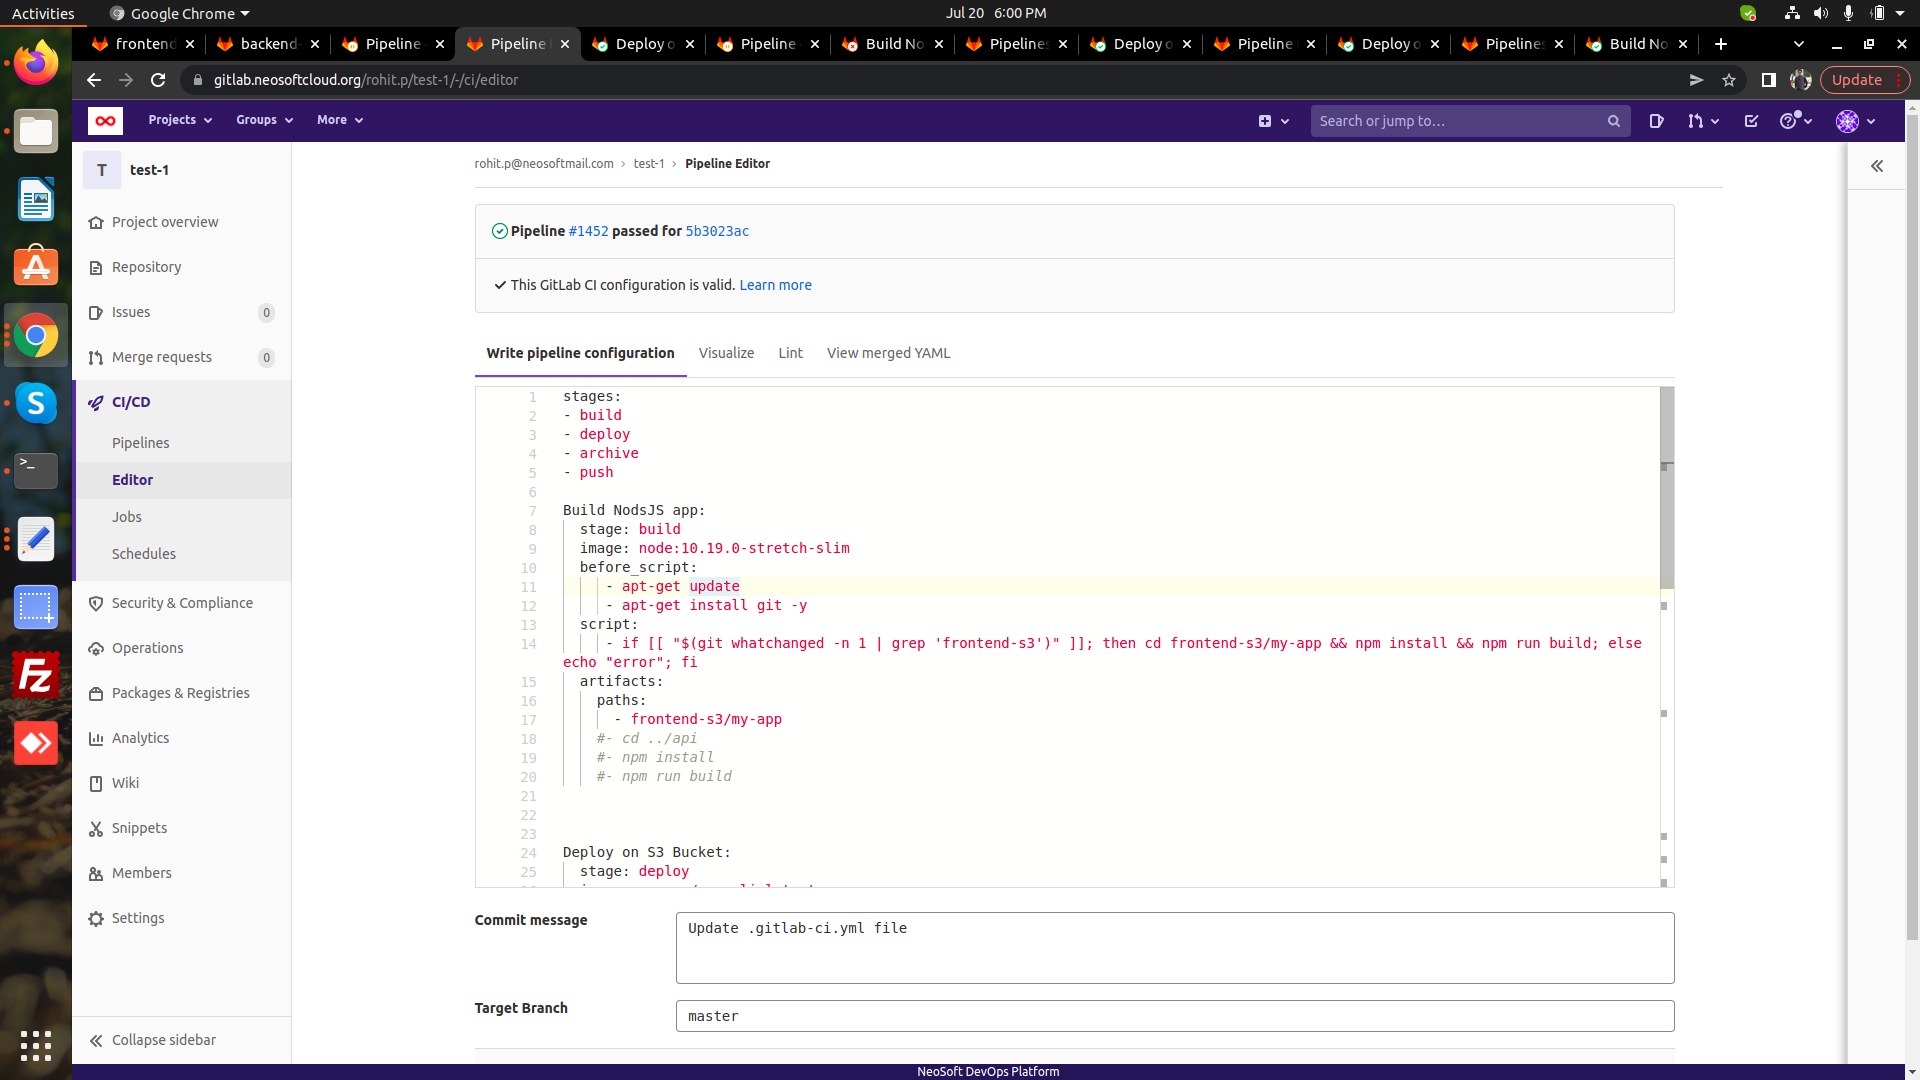 Activities
Google Chrome
Jul 20 6:00 PM
frontend
backend-
Pipeline
Pipeline
Deploy o
Pipeline
Build No
Pipelines
Deploy o
Pipeline
Deploy o
Pipelines
Build No
gitlab.neosoftcloud.org/rohit.p/test-1/-/ci/editor
Update
Projects
Groups
More
Search or jump to...
T
test-1
rohit.p@neosoftmail.com › test-1 › Pipeline Editor
Project overview
Repository
Issues 0
Merge requests 0
CI/CD
Pipelines
Editor
Jobs
Schedules
Security & Compliance
Operations
Packages & Registries
Analytics
Wiki
Snippets
Members
Settings
Collapse sidebar
Pipeline #1452 passed for 5b3023ac
This GitLab CI configuration is valid. Learn more
Write pipeline configuration
Visualize
Lint
View merged YAML
1 stages:
2 - build
3 - deploy
4 - archive
5 - push
6
7 Build NodsJS app:
8 stage: build
9 image: node:10.19.0-stretch-slim
10 before_script:
11 - apt-get update
12 - apt-get install git -y
13 script:
14 - if [[ "$(git whatchanged -n 1 | grep 'frontend-s3')" ]]; then cd frontend-s3/my-app && npm install && npm run build; else
echo "error"; fi
15 artifacts:
16 paths:
17 - frontend-s3/my-app
18 #- cd ../api
19 #- npm install
20 #- npm run build
21
22
23
24 Deploy on S3 Bucket:
25 stage: deploy
Commit message
Update .gitlab-ci.yml file
Target Branch
master
NeoSoft DevOps Platform